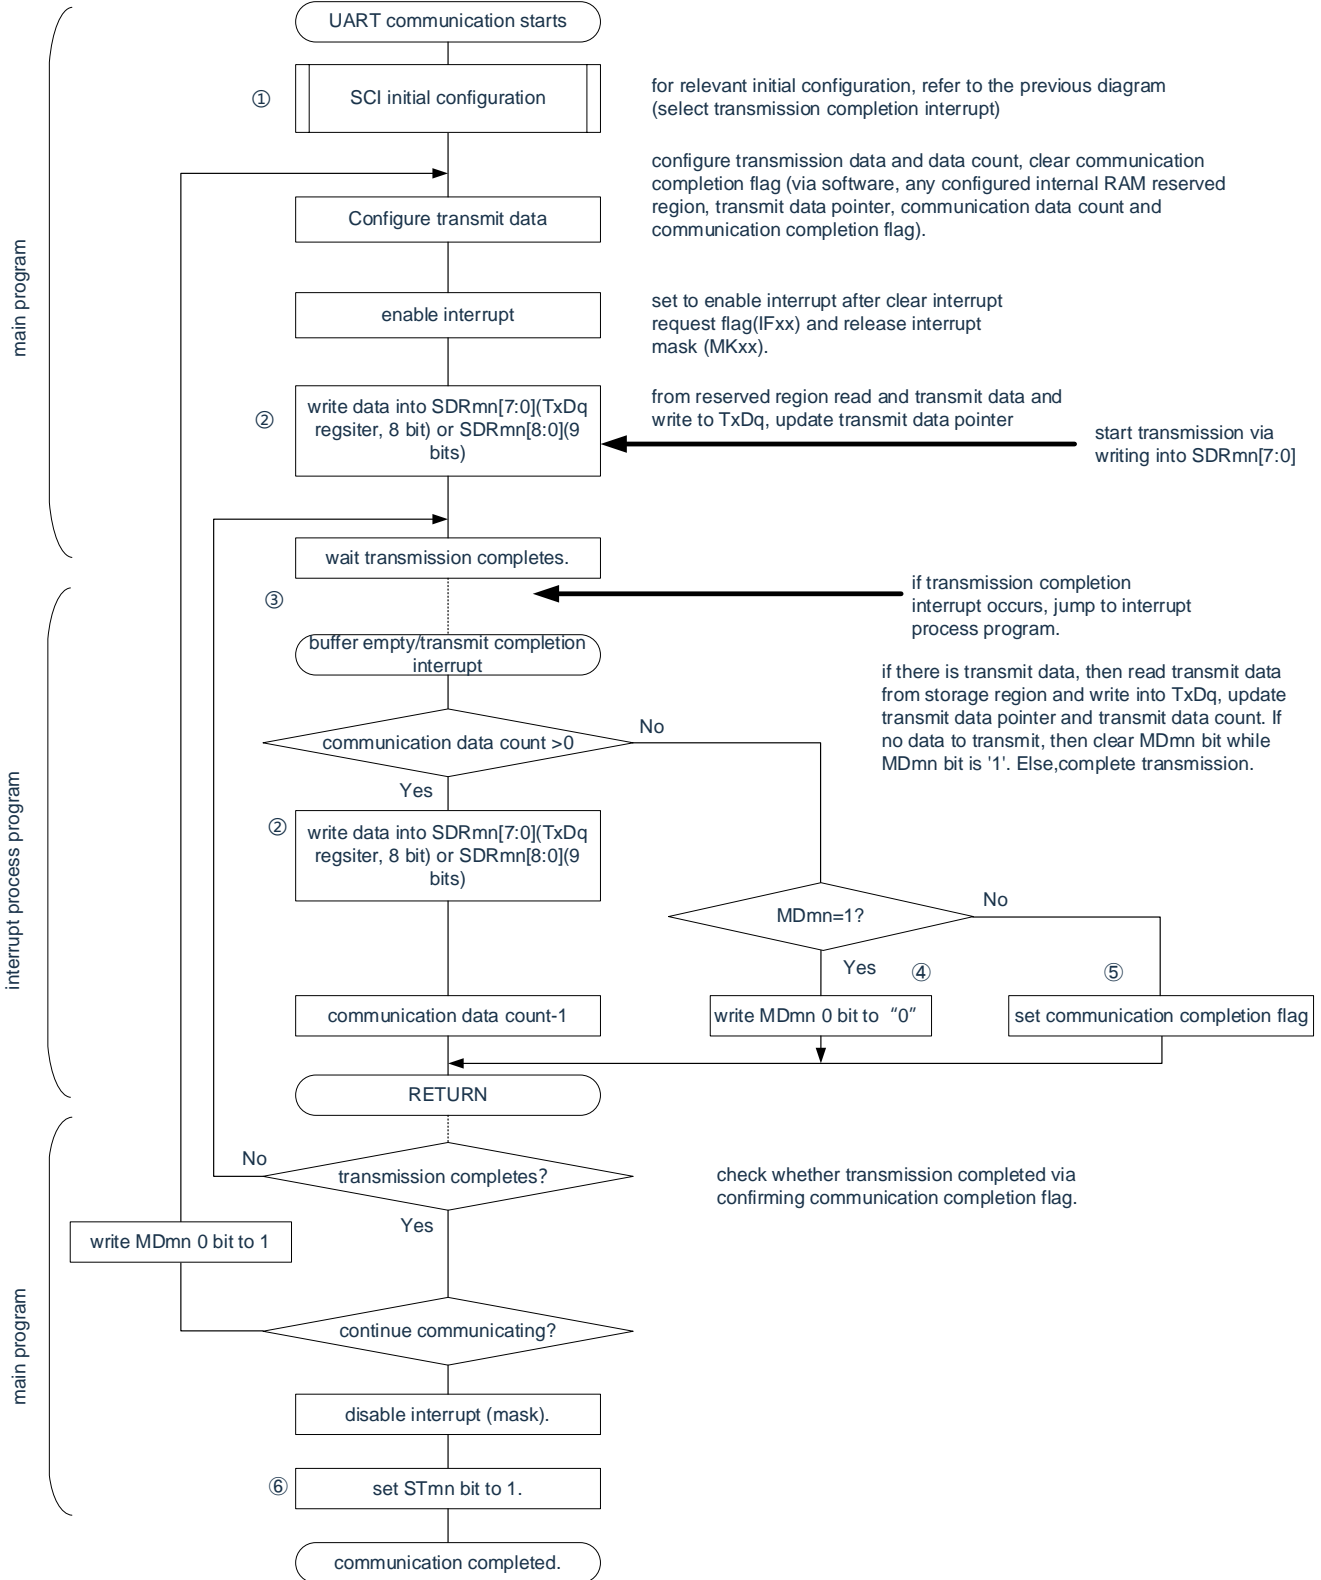 UART communication starts
①
SCI initial configuration
for relevant initial configuration, refer to the previous diagram
(select transmission completion interrupt)
configure transmission data and data count, clear communication
completion flag (via software, any configured internal RAM reserved
region, transmit data pointer, communication data count and
communication completion flag).
Configure transmit data
main program
enable interrupt
set to enable interrupt after clear interrupt
request flag(IFxx) and release interrupt
mask (MKxx).
②
write data into SDRmn[7:0](TxDq
regsiter, 8 bit) or SDRmn[8:0](9
bits)
from reserved region read and transmit data and
write to TxDq, update transmit data pointer
start transmission via
writing into SDRmn[7:0]
wait transmission completes.
③
if transmission completion
interrupt occurs, jump to interrupt
process program.
buffer empty/transmit completion
interrupt
if there is transmit data, then read transmit data
from storage region and write into TxDq, update
transmit data pointer and transmit data count. If
no data to transmit, then clear MDmn bit while
MDmn bit is '1'. Else,complete transmission.
communication data count >0
No
Yes
interrupt process program
②
write data into SDRmn[7:0](TxDq
regsiter, 8 bit) or SDRmn[8:0](9
bits)
MDmn=1?
No
Yes
④
⑤
communication data count-1
write MDmn 0 bit to “0”
set communication completion flag
RETURN
No
transmission completes?
check whether transmission completed via
confirming communication completion flag.
Yes
write MDmn 0 bit to 1
main program
continue communicating?
disable interrupt (mask).
⑥
set STmn bit to 1.
communication completed.